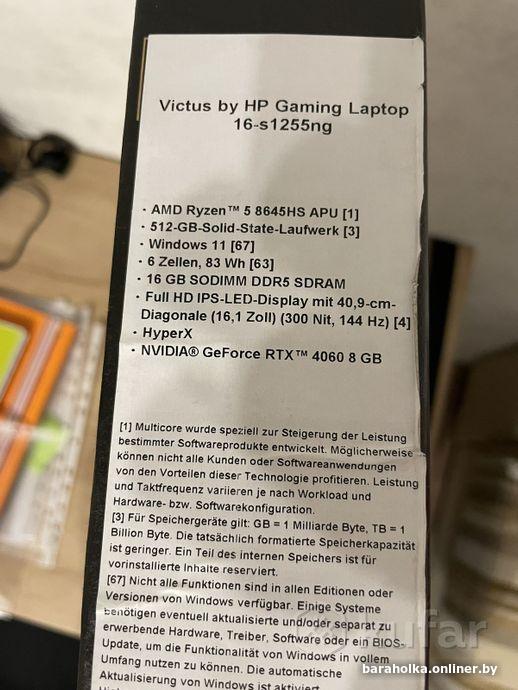 Victus by HP Gaming Laptop
16-s1255ng
· AMD Ryzen™ 5 8645HS APU [1]
· 512-GB-Solid-State-Laufwerk [3]
· Windows 11 [67]
· 6 Zellen, 83 Wh [63]
· 16 GB SODIMM DDR5 SDRAM
· Full HD IPS-LED-Display mit 40,9-cm-
Diagonale (16,1 Zoll) (300 Nit, 144 Hz) [4]
· HyperX
· NVIDIA® GeForce RTX™ 4060 8 GB
[1] Multicore wurde speziell zur Steigerung der Leistung
bestimmter Softwareprodukte entwickelt. Möglicherweise
können nicht alle Kunden oder Softwareanwendungen
von den Vorteilen dieser Technologie profitieren. Leistung
und Taktfrequenz variieren je nach Workload und
Hardware- bzw. Softwarekonfiguration.
[3] Für Speichergeräte gilt: GB = 1 Milliarde Byte, TB = 1
Billion Byte. Die tatsächlich formatierte Speicherkapazität
ist geringer. Ein Teil des internen Speichers ist für
vorinstallierte Inhalte reserviert.
[67] Nicht alle Funktionen sind in allen Editionen oder
Versionen von Windows verfügbar. Einige Systeme
benötigen eventuell aktualisierte und/oder separat zu
erwerbende Hardware, Treiber, Software oder ein BIOS-
Update, um die Funktionalität von Windows in vollem
Umfang nutzen zu können. Die automatische
Aktualisierung von Windows ist aktiviert
kufar
baraholka.onliner.by